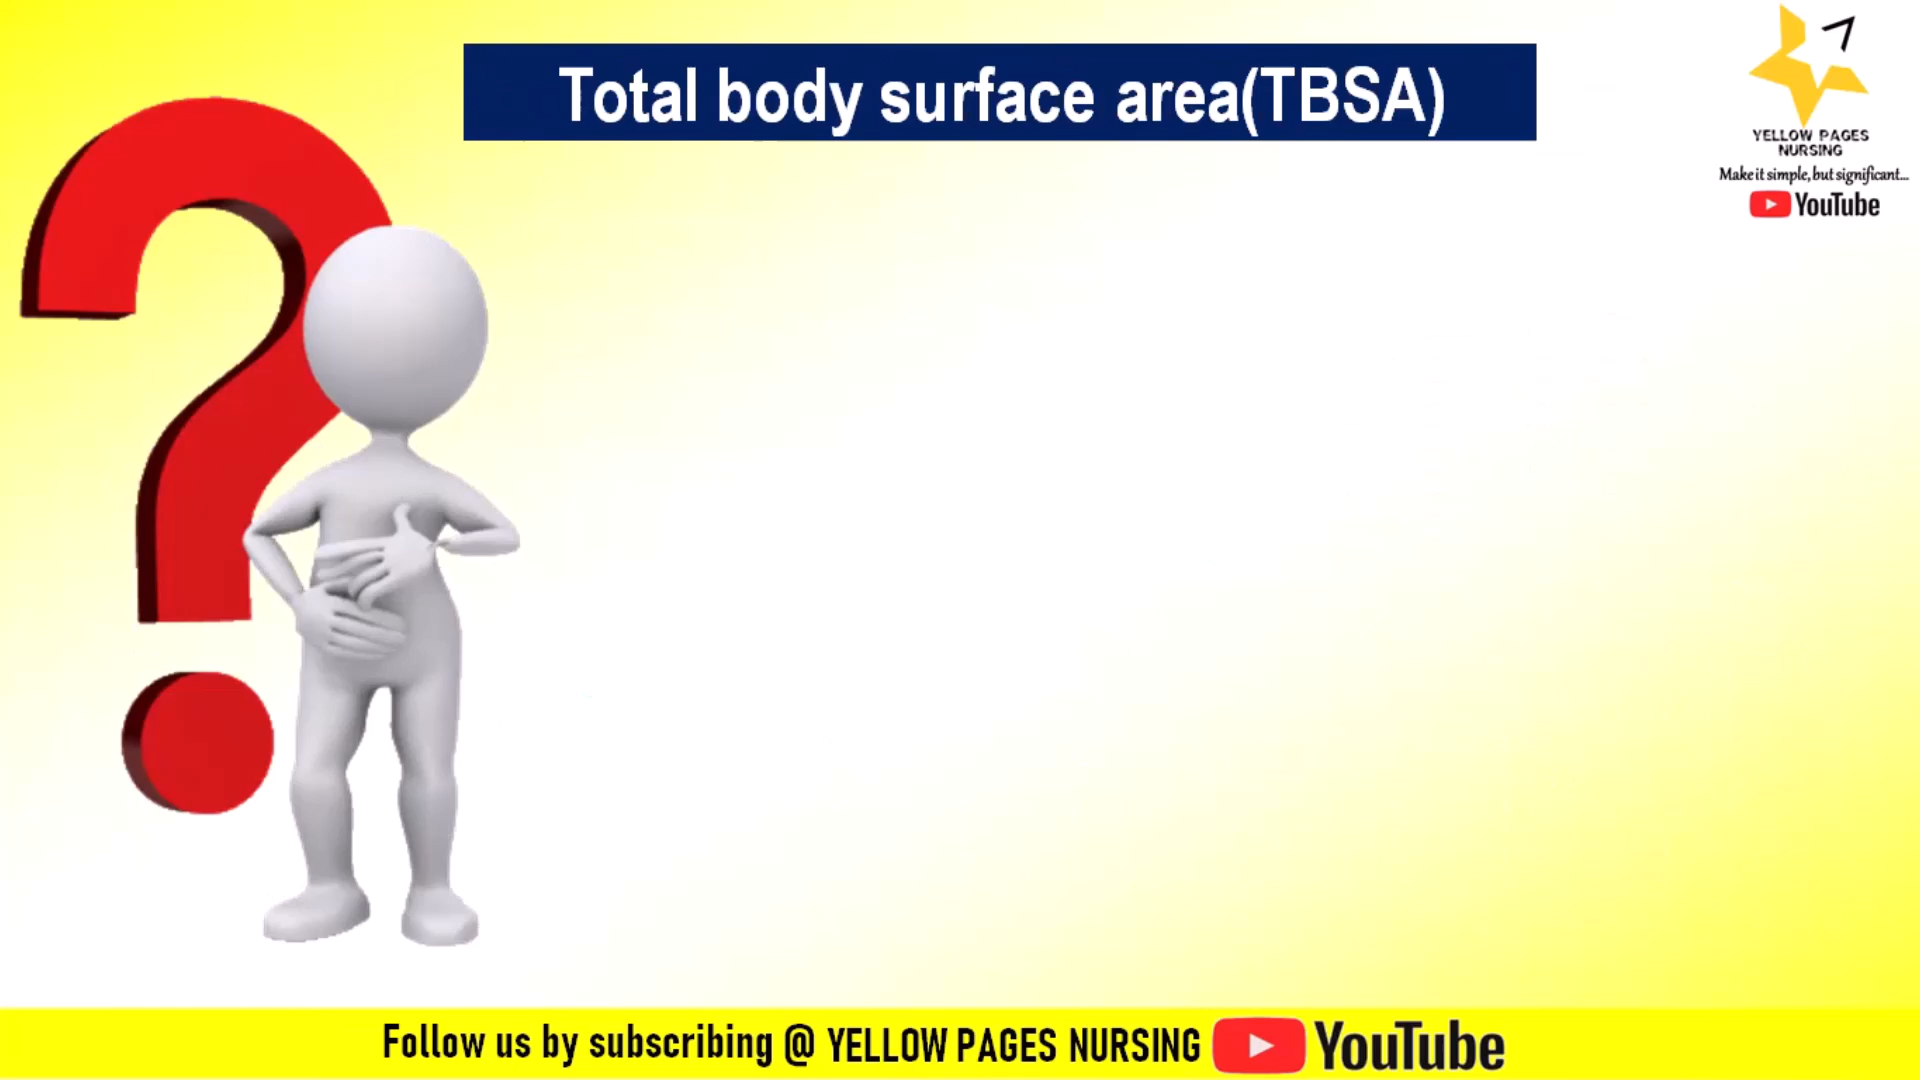 Total body surface area(TBSA)
YELLOW PAGES
NURSING
Make it simple, but significant...
YouTube
Follow us by subscribing @ YELLOW PAGES NURSING YouTube